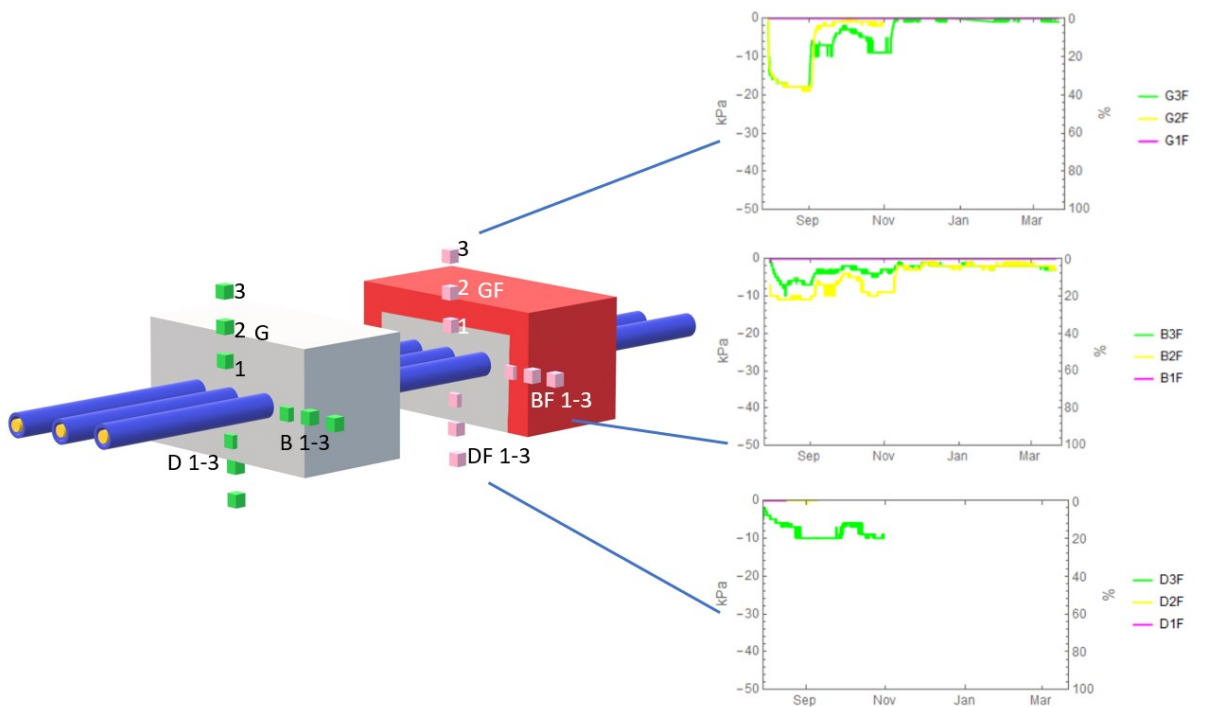 3
2 G
1
D 1-3
B 1-3
3
2 GF
1
BF 1-3
DF 1-3
0
−10
−20
−30
−40
−50
kPa
Sep Nov Jan Mar
0
20
40
60
80
100
%
G3F
G2F
G1F
0
−10
−20
−30
−40
−50
kPa
Sep Nov Jan Mar
0
20
40
60
80
100
%
B3F
B2F
B1F
0
−10
−20
−30
−40
−50
kPa
Sep Nov Jan Mar
0
20
40
60
80
100
%
D3F
D2F
D1F